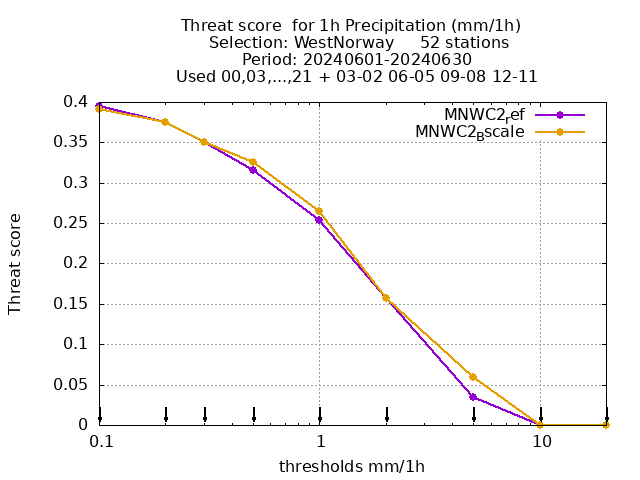 Threat score  for 1h Precipitation (mm/1h)
Selection: WestNorway     52 stations
Period: 20240601-20240630
Used 00,03,...,21 + 03-02 06-05 09-08 12-11
MNWC2ref
MNWC2Bscale
0.4
0.35
0.3
0.25
0.2
0.15
0.1
0.05
0
Threat score
0.1 1 10
thresholds mm/1h